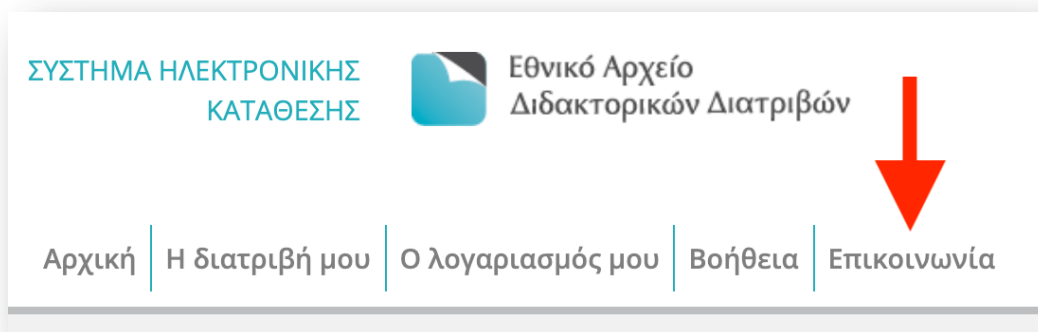 ΣΥΣΤΗΜΑ ΗΛΕΚΤΡΟΝΙΚΗΣ
ΚΑΤΑΘΕΣΗΣ
Εθνικό Αρχείο
Διδακτορικών Διατριβών
Αρχική Η διατριβή μου Ο λογαριασμός μου Βοήθεια Επικοινωνία